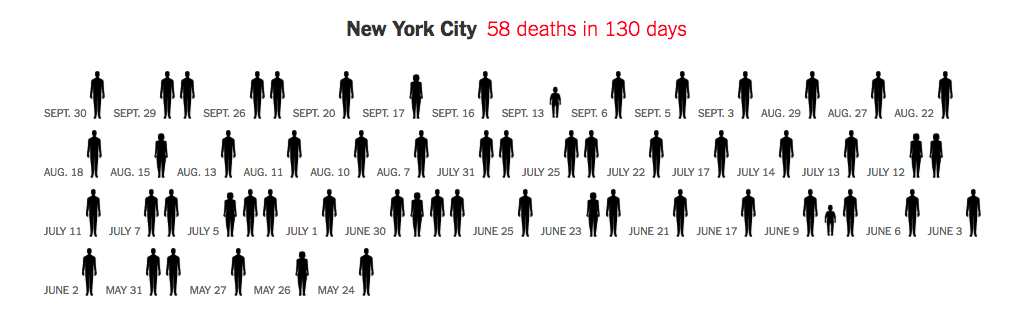 New York City 58 deaths in 130 days
SEPT. 30 SEPT. 29 SEPT. 26 SEPT. 20 SEPT. 17 SEPT. 16 SEPT. 13 SEPT. 6 SEPT. 5 SEPT. 3 AUG. 29 AUG. 27 AUG. 22
AUG. 18 AUG. 15 AUG. 13 AUG. 11 AUG. 10 AUG. 7 JULY 31 JULY 25 JULY 22 JULY 17 JULY 14 JULY 13 JULY 12
JULY 11 JULY 7 JULY 5 JULY 1 JUNE 30 JUNE 25 JUNE 23 JUNE 21 JUNE 17 JUNE 9 JUNE 6 JUNE 3
JUNE 2 MAY 31 MAY 27 MAY 26 MAY 24